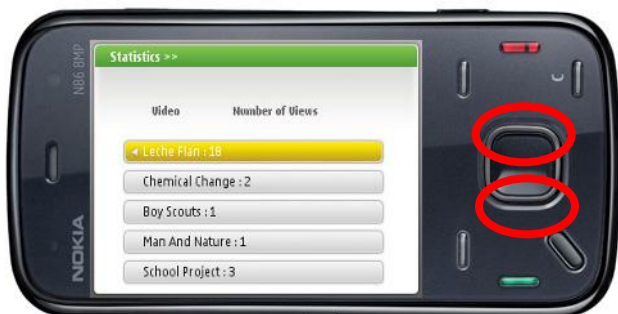 N86 8MP
NOKIA
Statistics >>
Video Number of Views
Leche Flan : 18
Chemical Change : 2
Boy Scouts : 1
Man And Nature : 1
School Project : 3